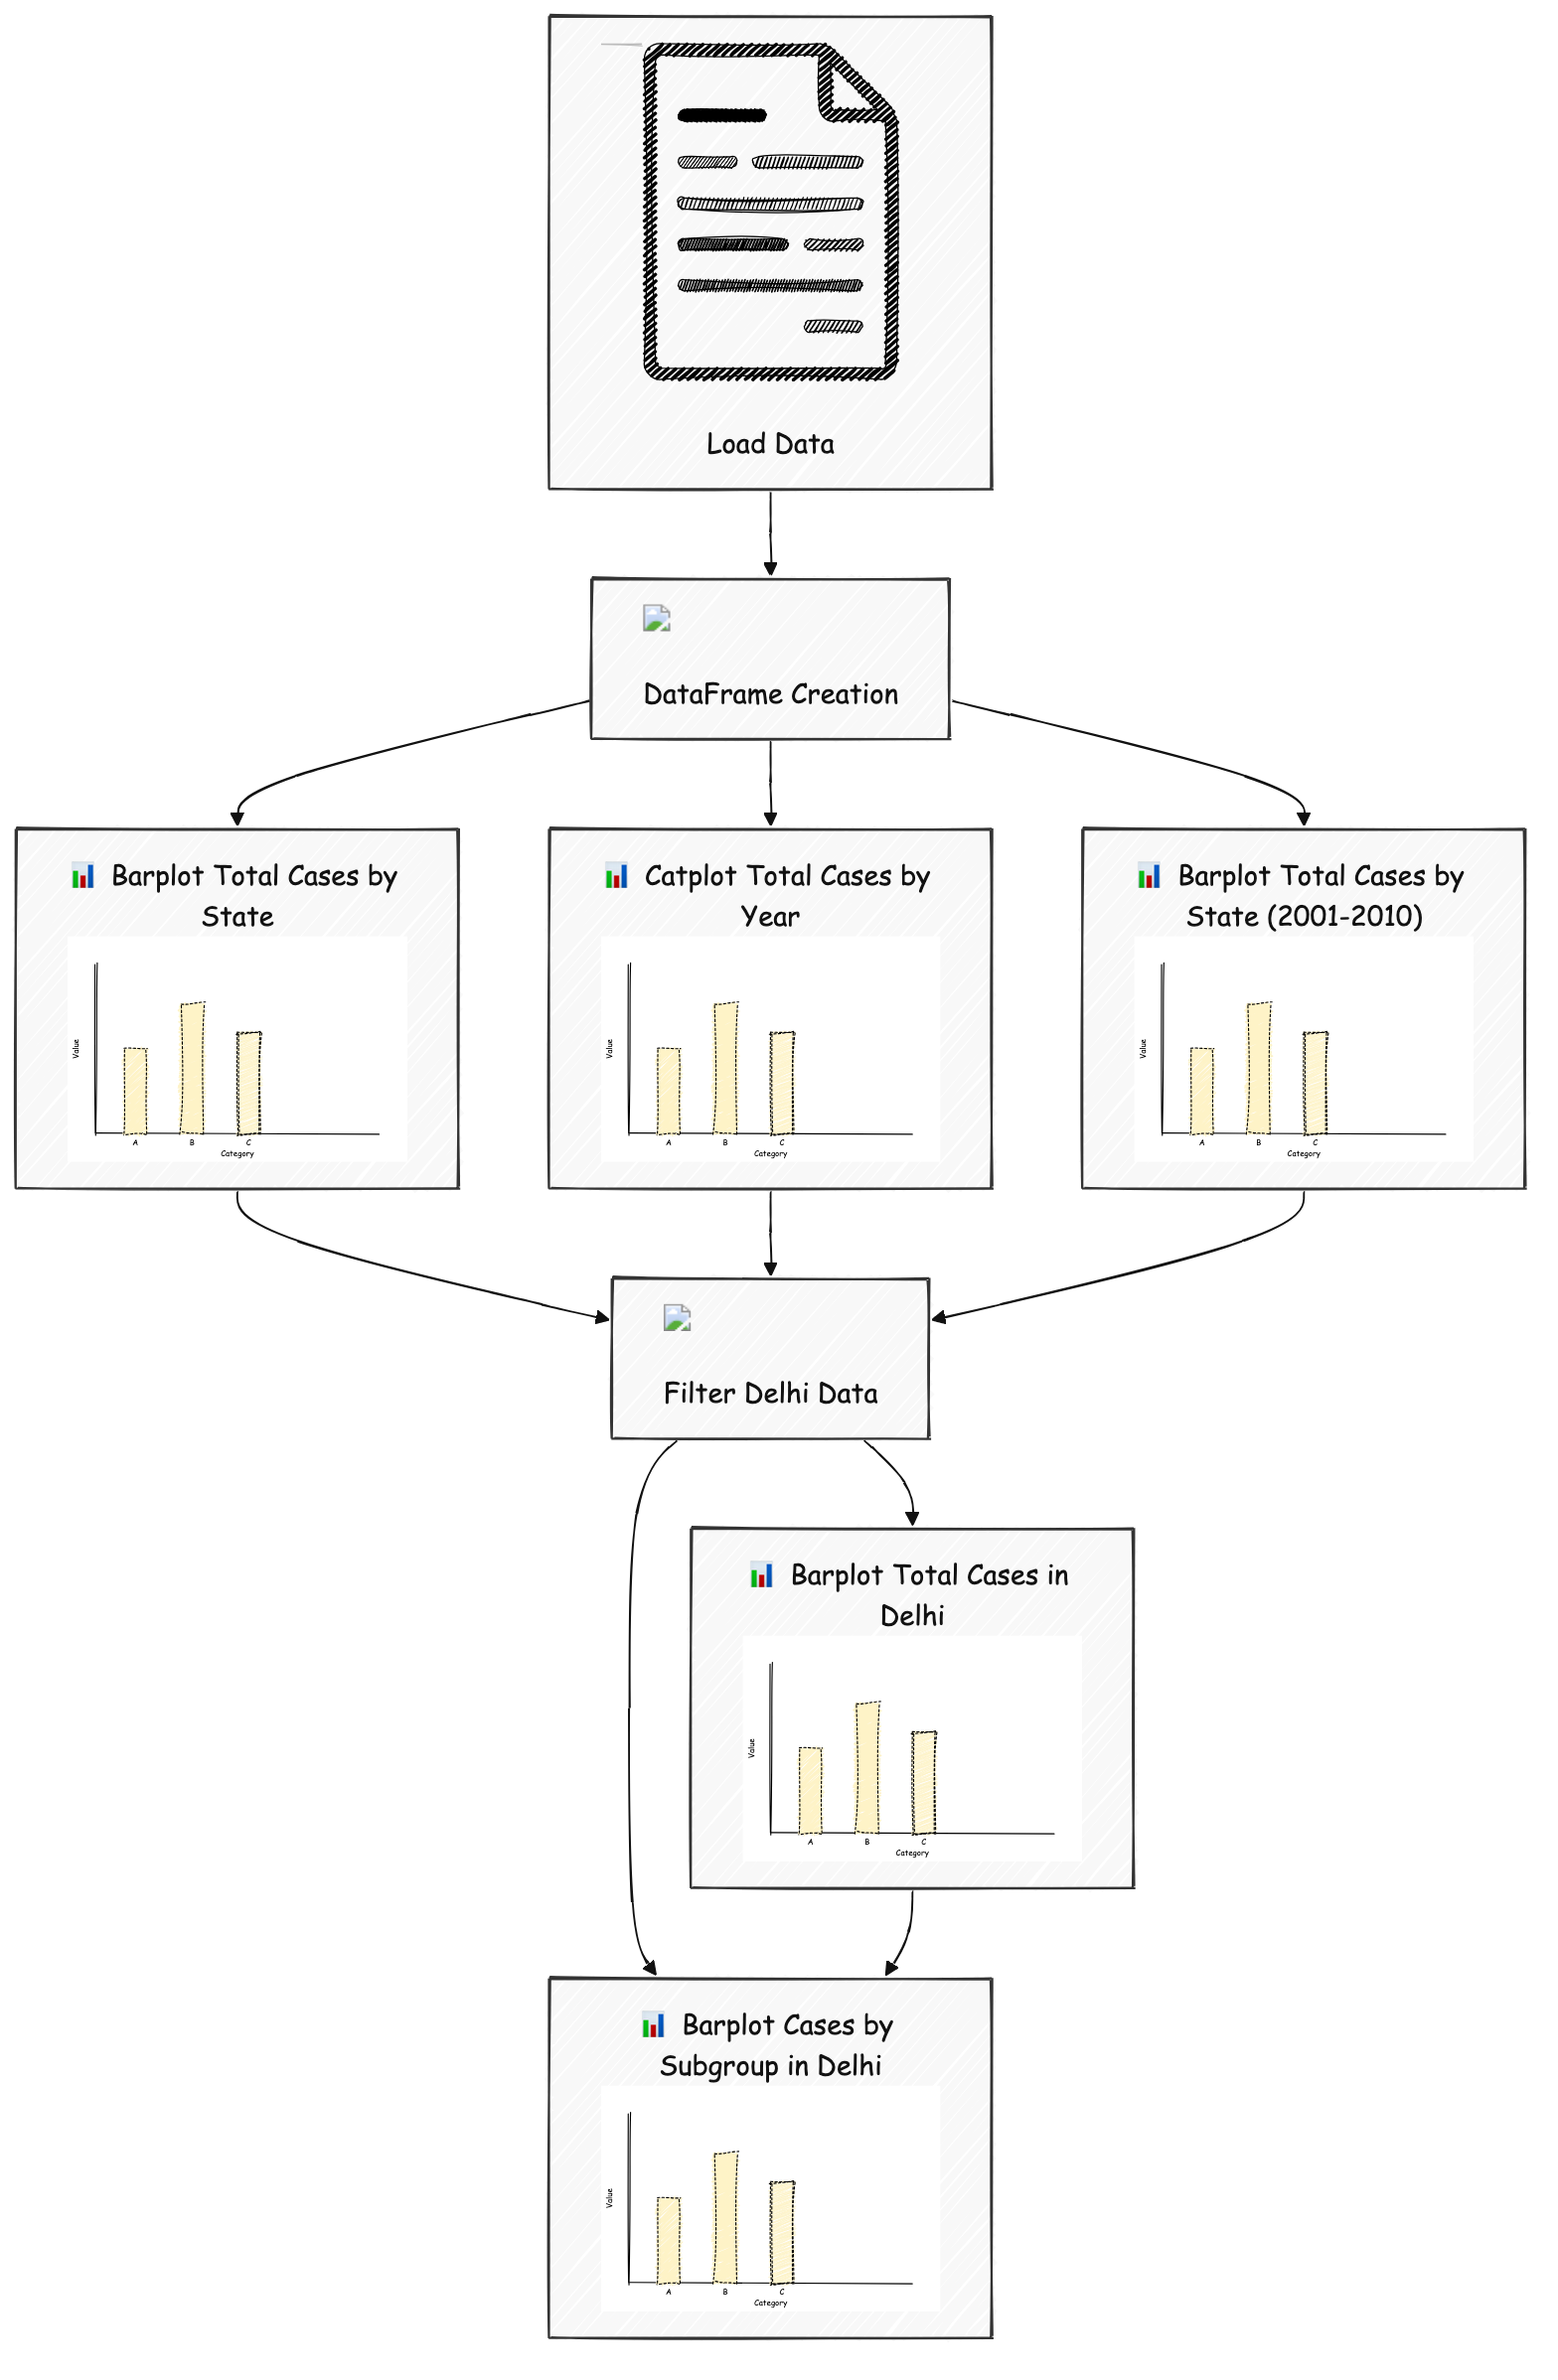 Load Data
DataFrame Creation
Barplot Total Cases by
State
Value
A B C
Category
Catplot Total Cases by
Year
Value
A B C
Category
Barplot Total Cases by
State (2001-2010)
Value
A B C
Category
Filter Delhi Data
Barplot Total Cases in
Delhi
Value
A B C
Category
Barplot Cases by
Subgroup in Delhi
Value
A B C
Category